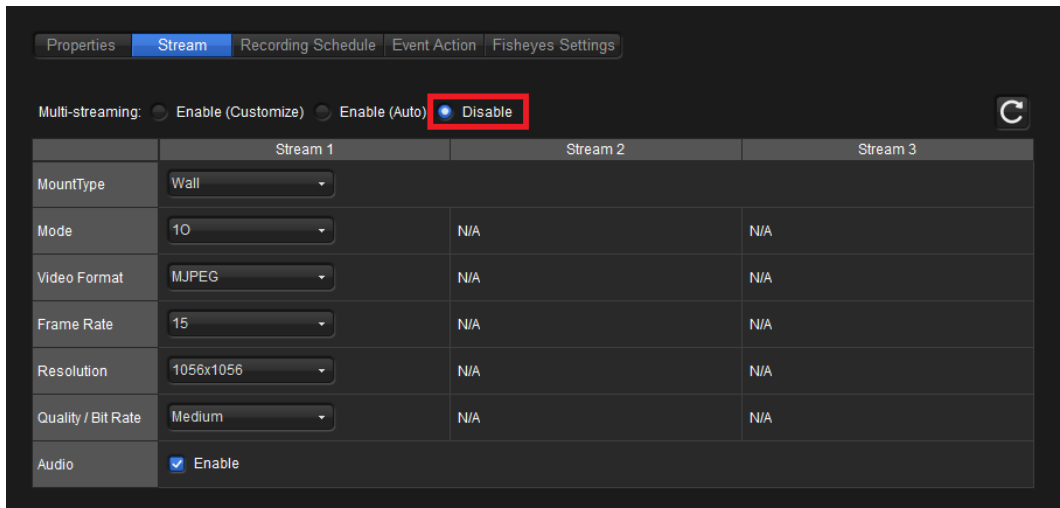 Properties Stream Recording Schedule Event Action Fisheyes Settings
Multi-streaming: Enable (Customize) Enable (Auto) Disable
Stream 1 Stream 2 Stream 3
MountType Wall
Mode 1O N/A N/A
Video Format MJPEG N/A N/A
Frame Rate 15 N/A N/A
Resolution 1056x1056 N/A N/A
Quality / Bit Rate Medium N/A N/A
Audio Enable